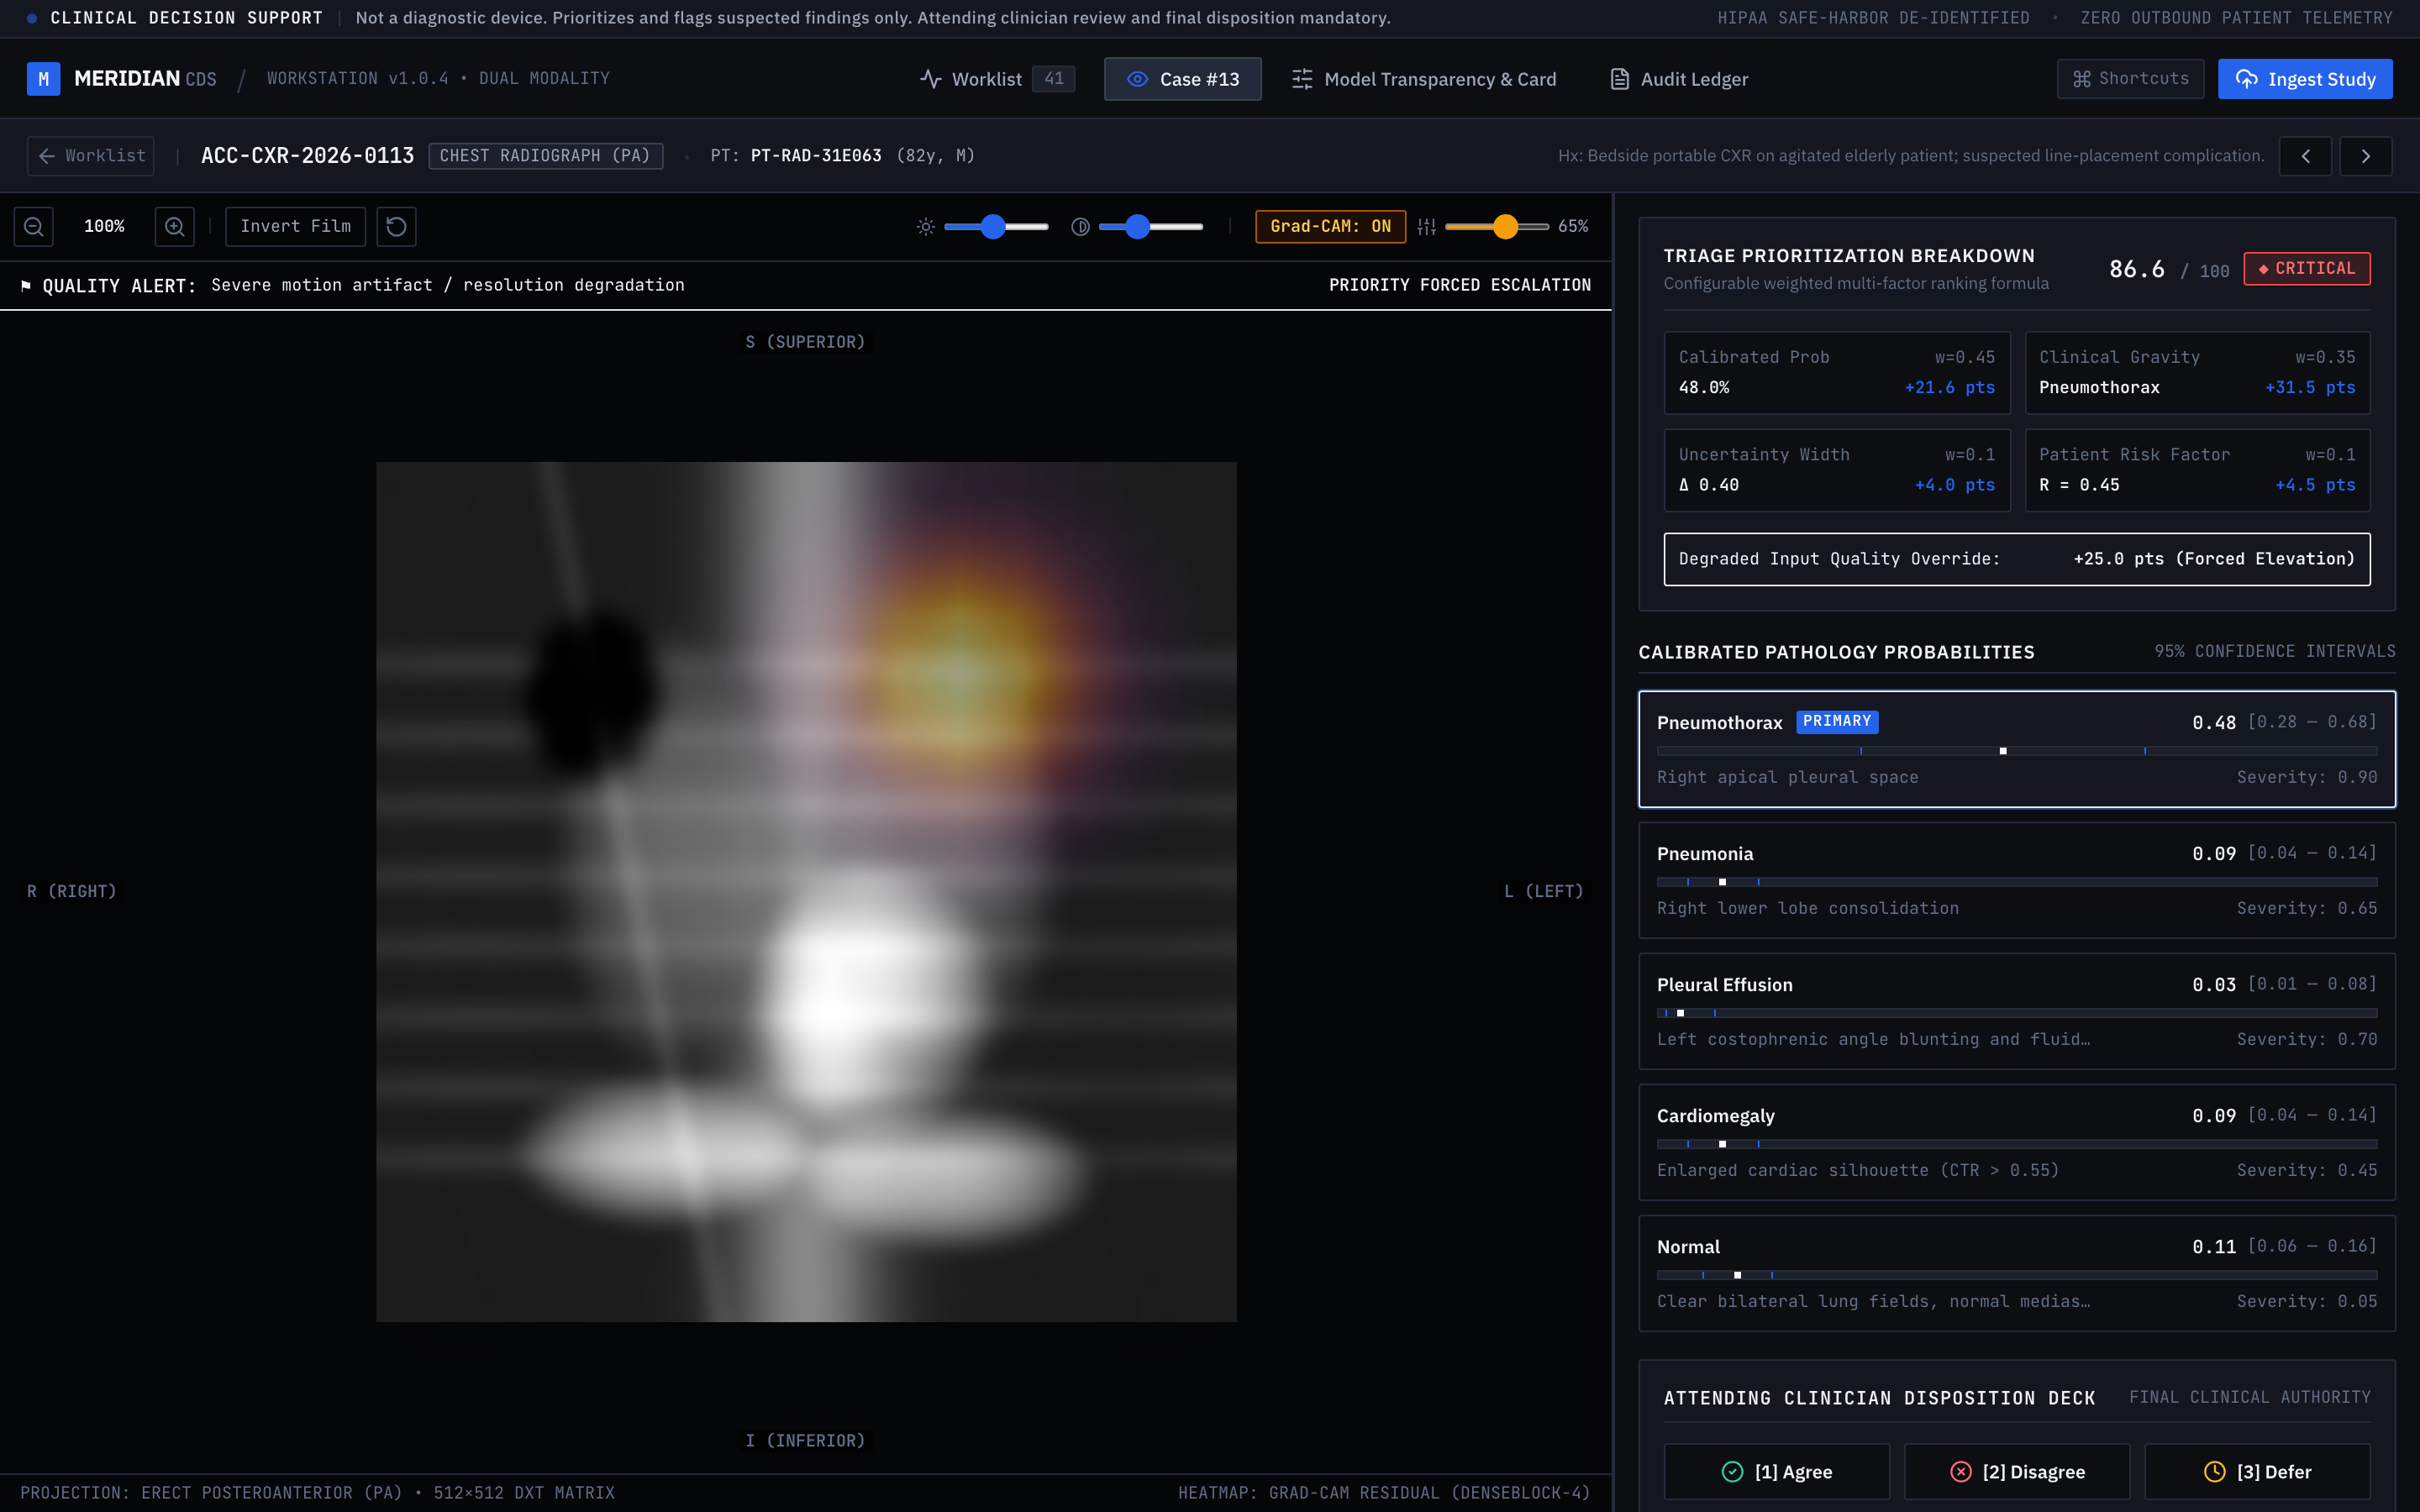 CLINICAL DECISION SUPPORT | Not a diagnostic device. Prioritizes and flags suspected findings only. Attending clinician review and final disposition mandatory. HIPAA SAFE-HARBOR DE-IDENTIFIED • ZERO OUTBOUND PATIENT TELEMETRY
M MERIDIAN CDS / WORKSTATION v1.0.4 • DUAL MODALITY Worklist 41 Case #13 Model Transparency & Card Audit Ledger ⌘ Shortcuts Ingest Study
← Worklist | ACC-CXR-2026-0113 CHEST RADIOGRAPH (PA) • PT: PT-RAD-31E063 (82y, M) Hx: Bedside portable CXR on agitated elderly patient; suspected line-placement complication.
100% | Invert Film Grad-CAM: ON 65%
⚑ QUALITY ALERT: Severe motion artifact / resolution degradation PRIORITY FORCED ESCALATION
S (SUPERIOR)
R (RIGHT) L (LEFT)
I (INFERIOR)
PROJECTION: ERECT POSTEROANTERIOR (PA) • 512×512 DXT MATRIX HEATMAP: GRAD-CAM RESIDUAL (DENSEBLOCK-4)
TRIAGE PRIORITIZATION BREAKDOWN
Configurable weighted multi-factor ranking formula
86.6 / 100 ◆ CRITICAL
Calibrated Prob w=0.45
48.0% +21.6 pts
Clinical Gravity w=0.35
Pneumothorax +31.5 pts
Uncertainty Width w=0.1
Δ 0.40 +4.0 pts
Patient Risk Factor w=0.1
R = 0.45 +4.5 pts
Degraded Input Quality Override: +25.0 pts (Forced Elevation)
CALIBRATED PATHOLOGY PROBABILITIES 95% CONFIDENCE INTERVALS
Pneumothorax PRIMARY 0.48 [0.28 — 0.68]
Right apical pleural space Severity: 0.90
Pneumonia 0.09 [0.04 — 0.14]
Right lower lobe consolidation Severity: 0.65
Pleural Effusion 0.03 [0.01 — 0.08]
Left costophrenic angle blunting and fluid… Severity: 0.70
Cardiomegaly 0.09 [0.04 — 0.14]
Enlarged cardiac silhouette (CTR > 0.55) Severity: 0.45
Normal 0.11 [0.06 — 0.16]
Clear bilateral lung fields, normal medias… Severity: 0.05
ATTENDING CLINICIAN DISPOSITION DECK FINAL CLINICAL AUTHORITY
[1] Agree [2] Disagree [3] Defer